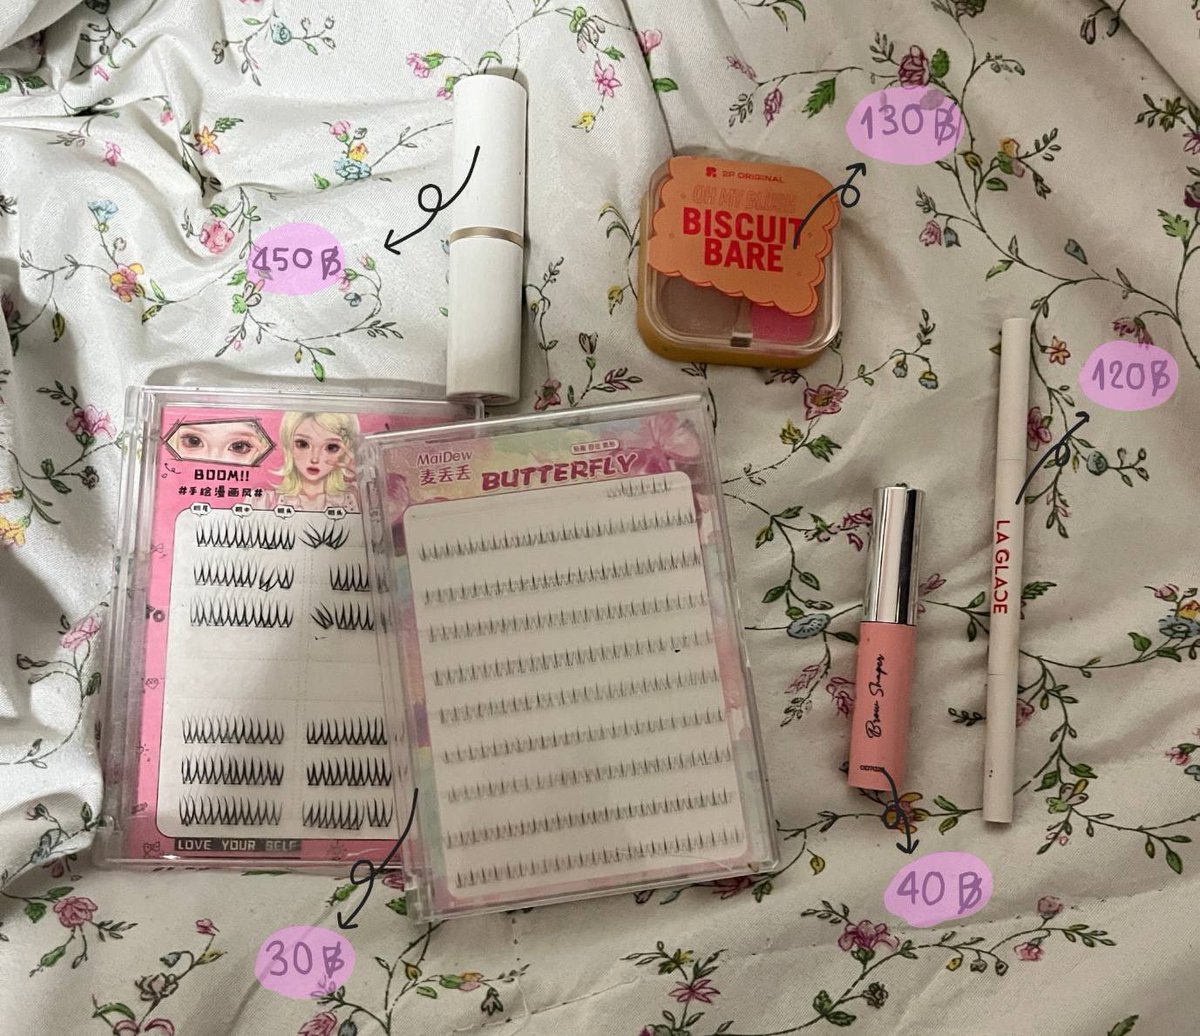 130฿
2P ORIGINAL
OH MY BLUSH
BISCUIT
BARE
450฿
120฿
LA GLACE
BOOM!!
#手绘漫画风#
MaiDew
麦丢丢
BUTTERFLY
Brow Shaper
ODBO
LOVE YOUR SELF
40฿
30฿